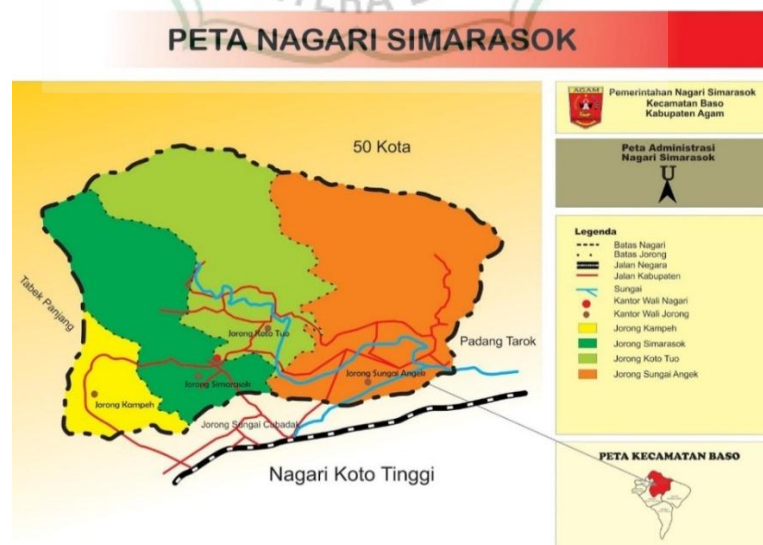 PETA NAGARI SIMARASOK
Pemerintahan Nagari Simarasok
Kecamatan Baso
Kabupaten Agam
AGAM
Peta Administrasi
Nagari Simarasok
U
50 Kota
Tabek Panjang
Padang Tarok
Jorong Koto Tuo
Jorong Simarasok
Jorong Sungai Angek
Jorong Kampeh
Jorong Sungai Cubadak
Nagari Koto Tinggi
Legenda
Batas Nagari
Batas Jorong
Jalan Negara
Jalan Kabupaten
Sungai
Kantor Wali Nagari
Kantor Wali Jorong
Jorong Kampeh
Jorong Simarasok
Jorong Koto Tuo
Jorong Sungai Angek
PETA KECAMATAN BASO